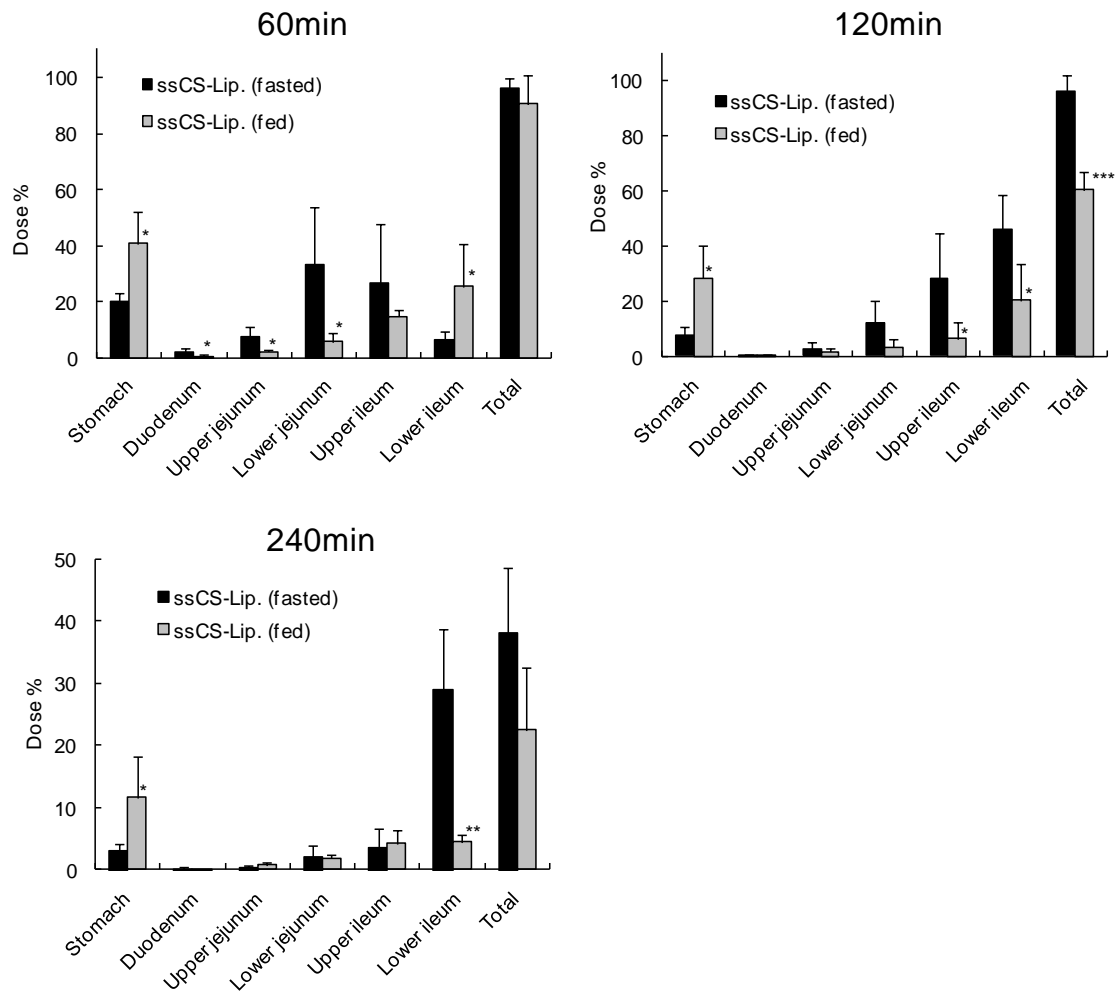 60min
100
80
60
40
20
0
Dose %
ssCS-Lip. (fasted)
ssCS-Lip. (fed)
*
*
*
*
*
Stomach
Duodenum
Upper jejunum
Lower jejunum
Upper ileum
Lower ileum
Total
120min
100
80
60
40
20
0
Dose %
ssCS-Lip. (fasted)
ssCS-Lip. (fed)
*
*
*
***
Stomach
Duodenum
Upper jejunum
Lower jejunum
Upper ileum
Lower ileum
Total
240min
50
40
30
20
10
0
Dose %
ssCS-Lip. (fasted)
ssCS-Lip. (fed)
*
**
Stomach
Duodenum
Upper jejunum
Lower jejunum
Upper ileum
Lower ileum
Total